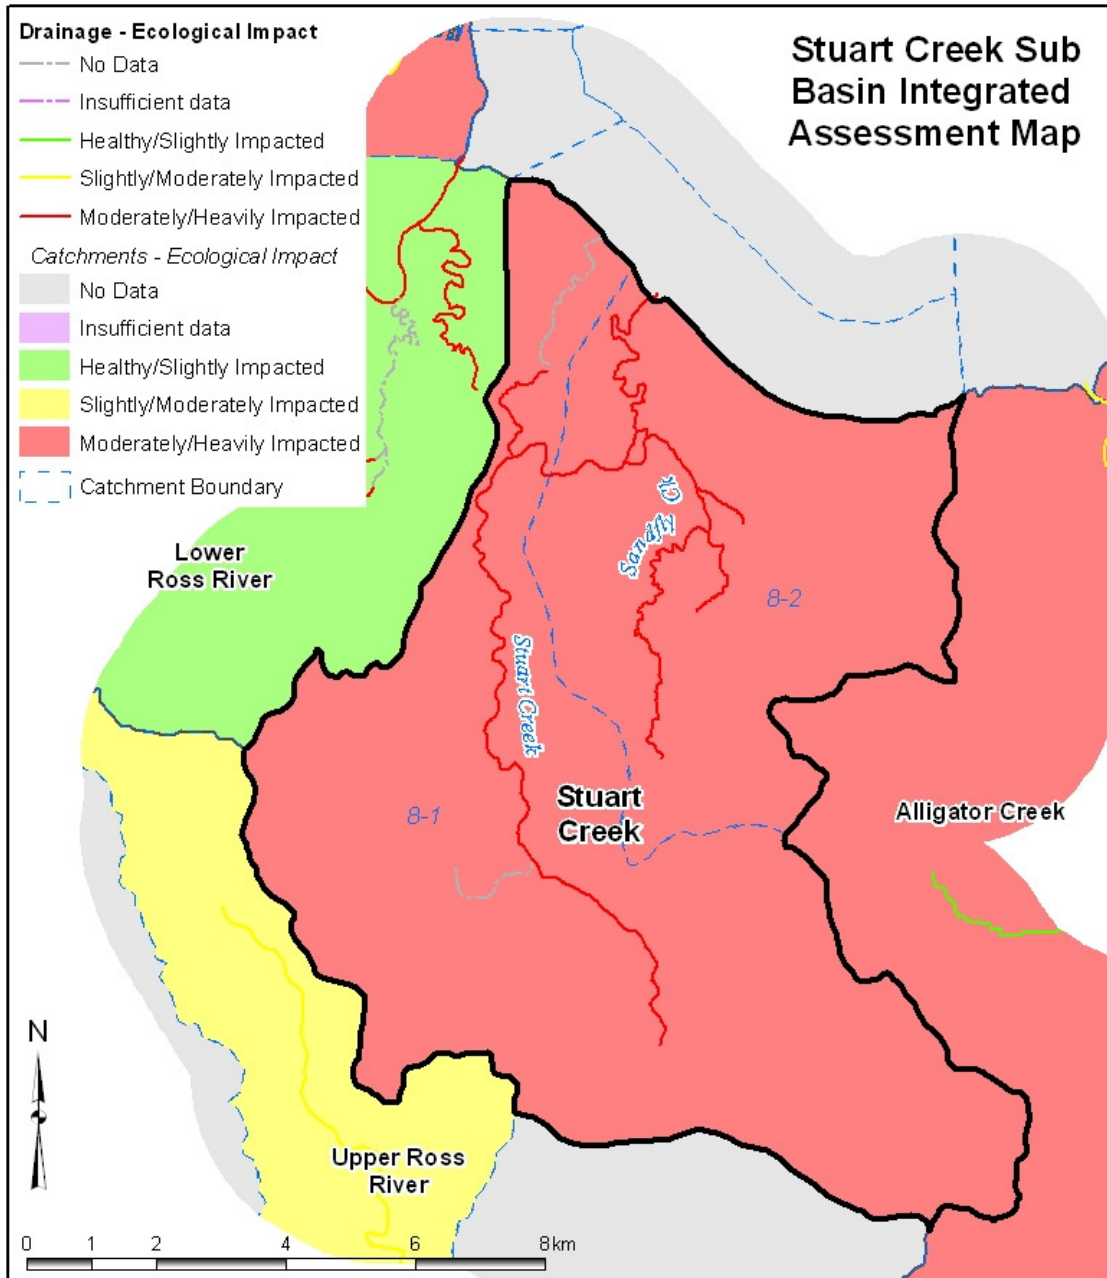 Drainage - Ecological Impact
No Data
Insufficient data
Healthy/Slightly Impacted
Slightly/Moderately Impacted
Moderately/Heavily Impacted
Catchments - Ecological Impact
No Data
Insufficient data
Healthy/Slightly Impacted
Slightly/Moderately Impacted
Moderately/Heavily Impacted
Catchment Boundary
Stuart Creek Sub
Basin Integrated
Assessment Map
Lower
Ross River
Sandfly Ck
8-2
Stuart Creek
8-1
Stuart
Creek
Alligator Creek
Upper Ross
River
N
0 1 2 4 6 8 km